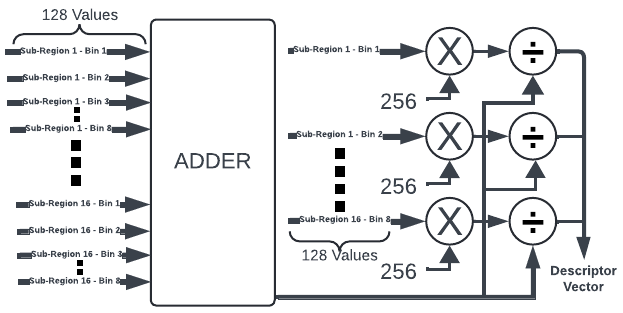 128 Values
Sub-Region 1 - Bin 1
Sub-Region 1 - Bin 2
Sub-Region 1 - Bin 3
Sub-Region 1 - Bin 8
Sub-Region 16 - Bin 1
Sub-Region 16 - Bin 2
Sub-Region 16 - Bin 3
Sub-Region 16 - Bin 8
ADDER
Sub-Region 1 - Bin 1
X
÷
256
Sub-Region 1 - Bin 2
X
÷
256
Sub-Region 16 - Bin 8
X
÷
128 Values
256
Descriptor
Vector